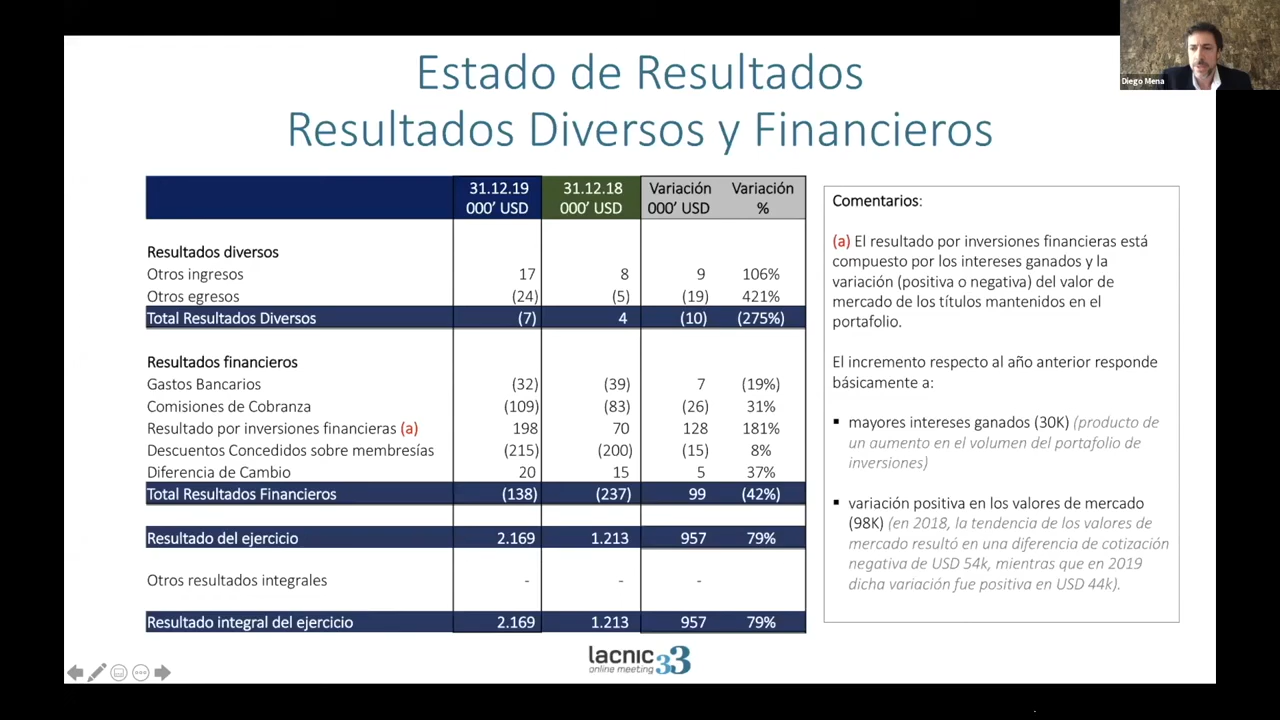 Estado de Resultados
Resultados Diversos y Financieros
Diego Mena
31.12.19 31.12.18 Variación Variación
000’ USD 000’ USD 000’ USD %
Resultados diversos
Otros ingresos 17 8 9 106%
Otros egresos (24) (5) (19) 421%
Total Resultados Diversos (7) 4 (10) (275%)
Resultados financieros
Gastos Bancarios (32) (39) 7 (19%)
Comisiones de Cobranza (109) (83) (26) 31%
Resultado por inversiones financieras (a) 198 70 128 181%
Descuentos Concedidos sobre membresías (215) (200) (15) 8%
Diferencia de Cambio 20 15 5 37%
Total Resultados Financieros (138) (237) 99 (42%)
Resultado del ejercicio 2.169 1.213 957 79%
Otros resultados integrales - - -
Resultado integral del ejercicio 2.169 1.213 957 79%
Comentarios:
(a) El resultado por inversiones financieras está
compuesto por los intereses ganados y la
variación (positiva o negativa) del valor de
mercado de los títulos mantenidos en el
portafolio.
El incremento respecto al año anterior responde
básicamente a:
▪ mayores intereses ganados (30K) (producto de
un aumento en el volumen del portafolio de
inversiones)
▪ variación positiva en los valores de mercado
(98K) (en 2018, la tendencia de los valores de
mercado resultó en una diferencia de cotización
negativa de USD 54k, mientras que en 2019
dicha variación fue positiva en USD 44k).
lacnic 33
online meeting